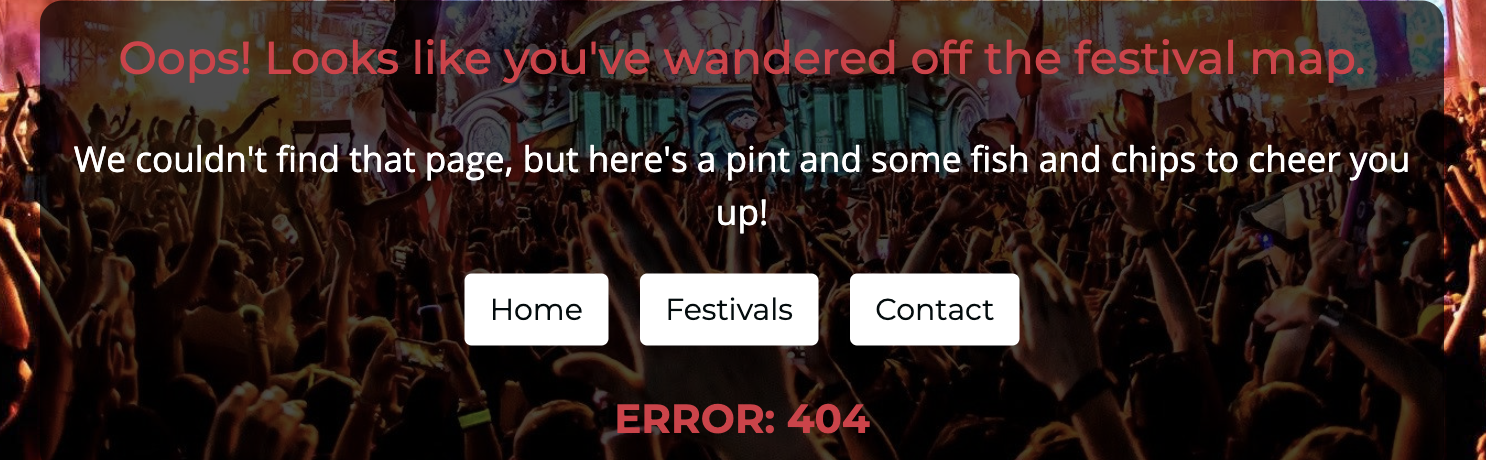 Oops! Looks like you've wandered off the festival map.
We couldn't find that page, but here's a pint and some fish and chips to cheer you
up!
Home Festivals Contact
ERROR: 404